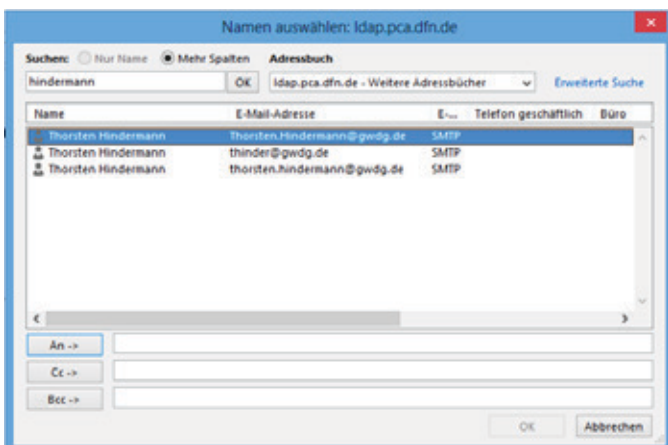 Namen auswählen: ldap.pca.dfn.de
Suchen: Nur Name Mehr Spalten Adressbuch
hindermann OK ldap.pca.dfn.de - Weitere Adressbücher Erweiterte Suche
Name E-Mail-Adresse E-... Telefon geschäftlich Büro
Thorsten Hindermann Thorsten.Hindermann@gwdg.de SMTP
Thorsten Hindermann thinder@gwdg.de SMTP
Thorsten Hindermann thorsten.hindermann@gwdg.de SMTP
An ->
Cc ->
Bcc ->
OK Abbrechen